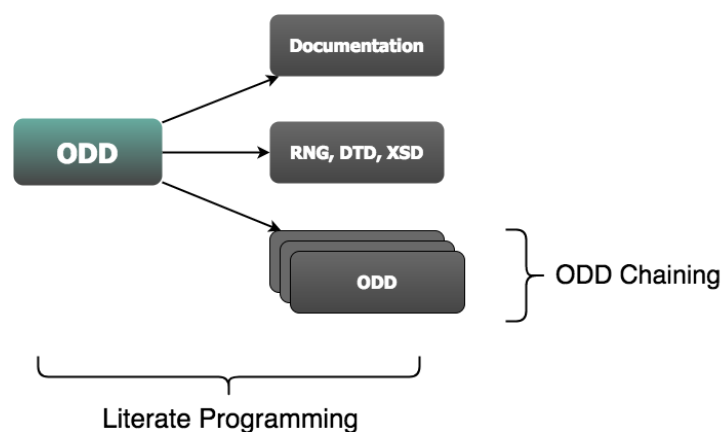 Documentation
ODD
RNG, DTD, XSD
ODD
ODD Chaining
Literate Programming